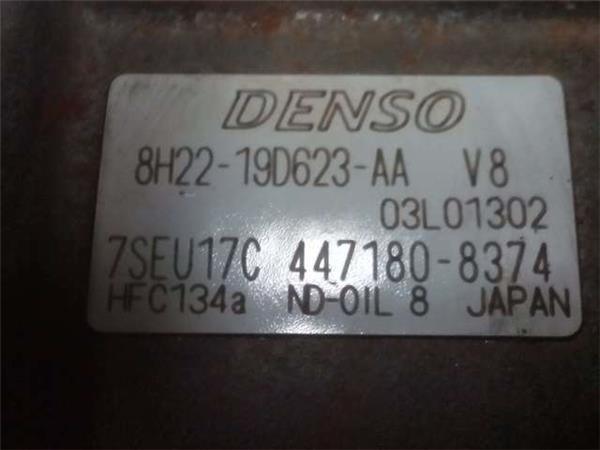 DENSO
8H22-19D623-AA V8
03L01302
7SEU17C 447180-8374
HFC134a ND-OIL 8 JAPAN